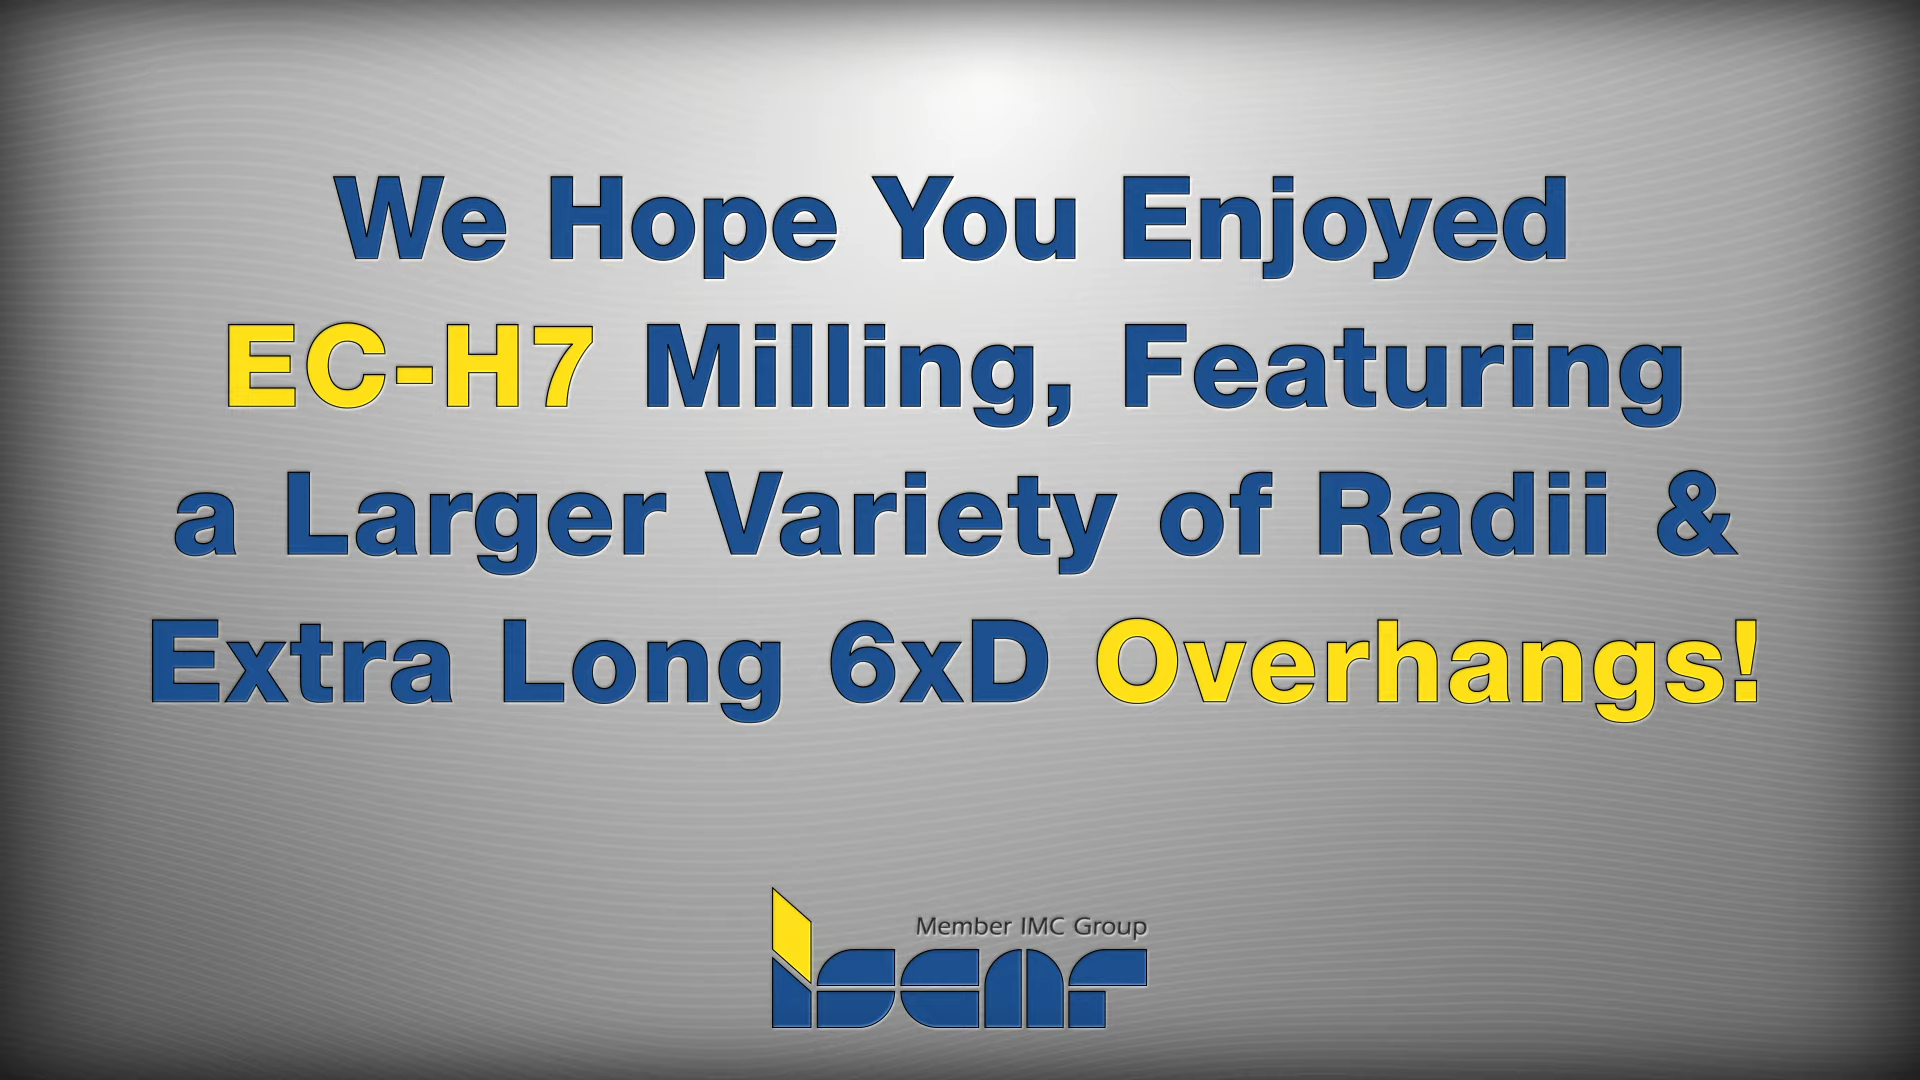 We Hope You Enjoyed
EC-H7 Milling, Featuring
a Larger Variety of Radii &
Extra Long 6xD Overhangs!
Member IMC Group
iscar